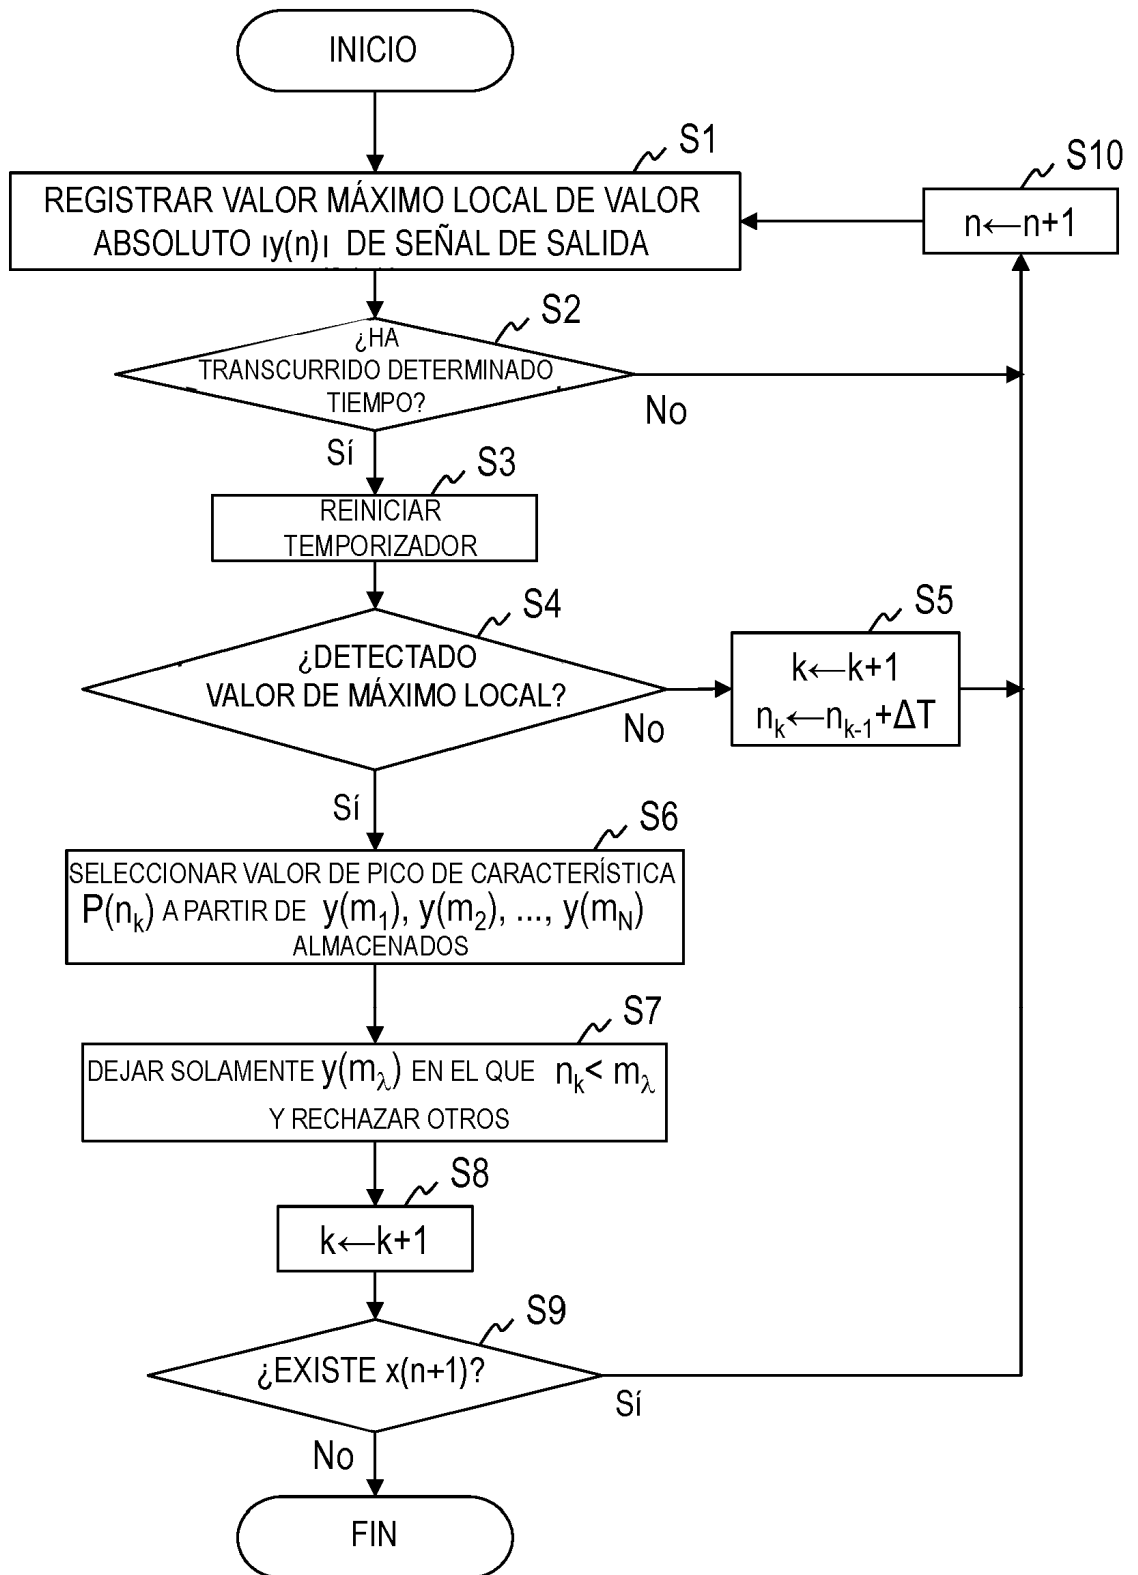 INICIO
S1
REGISTRAR VALOR MÁXIMO LOCAL DE VALOR
ABSOLUTO |y(n)| DE SEÑAL DE SALIDA
S10
n←n+1
S2
¿HA
TRANSCURRIDO DETERMINADO
TIEMPO?
No
Sí
S3
REINICIAR
TEMPORIZADOR
S4
¿DETECTADO
VALOR DE MÁXIMO LOCAL?
No
Sí
S5
k←k+1
nₖ←nₖ₋₁+ΔT
S6
SELECCIONAR VALOR DE PICO DE CARACTERÍSTICA
P(nₖ) A PARTIR DE y(m₁), y(m₂), ..., y(m_N)
ALMACENADOS
S7
DEJAR SOLAMENTE y(m_λ) EN EL QUE nₖ< m_λ
Y RECHAZAR OTROS
S8
k←k+1
S9
¿EXISTE x(n+1)?
Sí
No
FIN